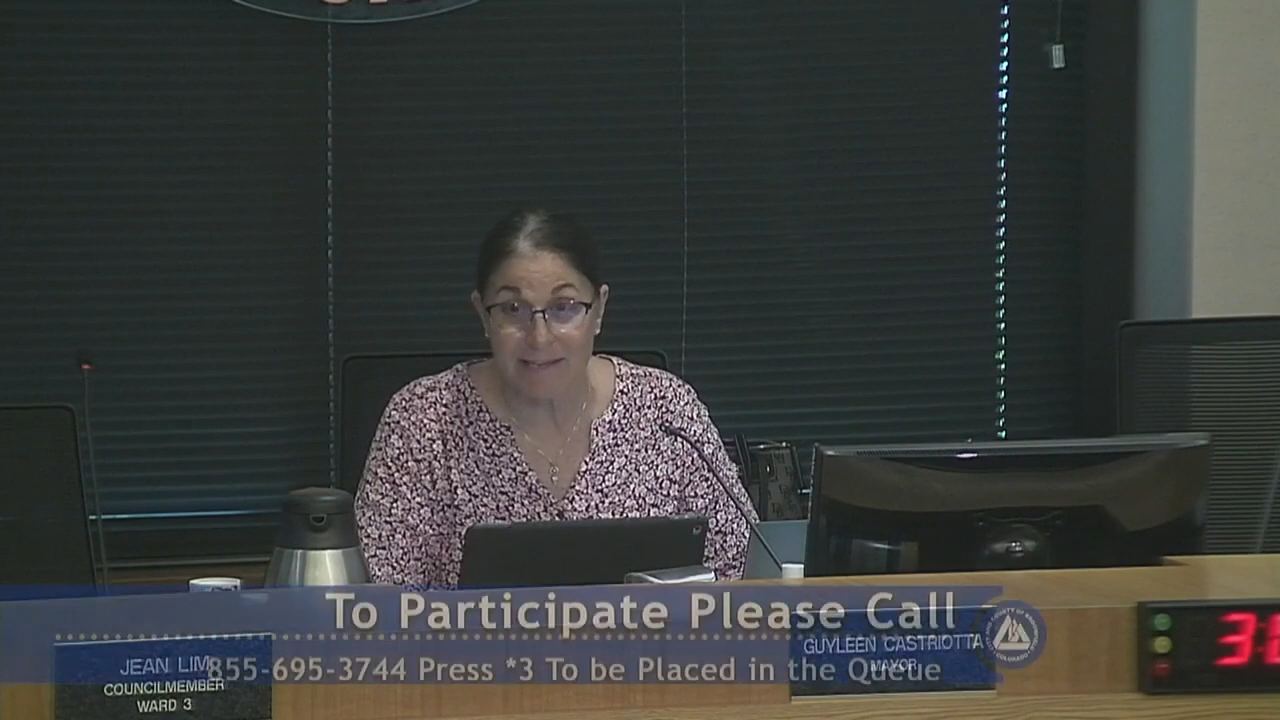 To Participate Please Call
855-695-3744 Press *3 To be Placed in the Queue
JEAN LIM
COUNCILMEMBER
WARD 3
GUYLEEN CASTRIOTTA
MAYOR